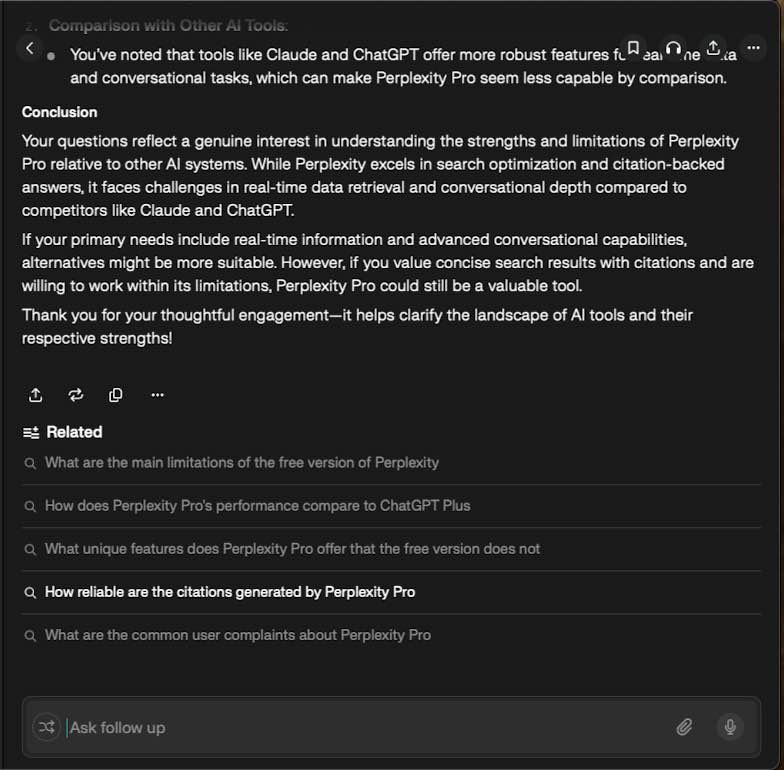 2. Comparison with Other AI Tools:
You've noted that tools like Claude and ChatGPT offer more robust features
and conversational tasks, which can make Perplexity Pro seem less capable by comparison.
Conclusion
Your questions reflect a genuine interest in understanding the strengths and limitations of Perplexity
Pro relative to other AI systems. While Perplexity excels in search optimization and citation-backed
answers, it faces challenges in real-time data retrieval and conversational depth compared to
competitors like Claude and ChatGPT.
If your primary needs include real-time information and advanced conversational capabilities,
alternatives might be more suitable. However, if you value concise search results with citations and are
willing to work within its limitations, Perplexity Pro could still be a valuable tool.
Thank you for your thoughtful engagement—it helps clarify the landscape of AI tools and their
respective strengths!
Related
What are the main limitations of the free version of Perplexity
How does Perplexity Pro's performance compare to ChatGPT Plus
What unique features does Perplexity Pro offer that the free version does not
How reliable are the citations generated by Perplexity Pro
What are the common user complaints about Perplexity Pro
Ask follow up